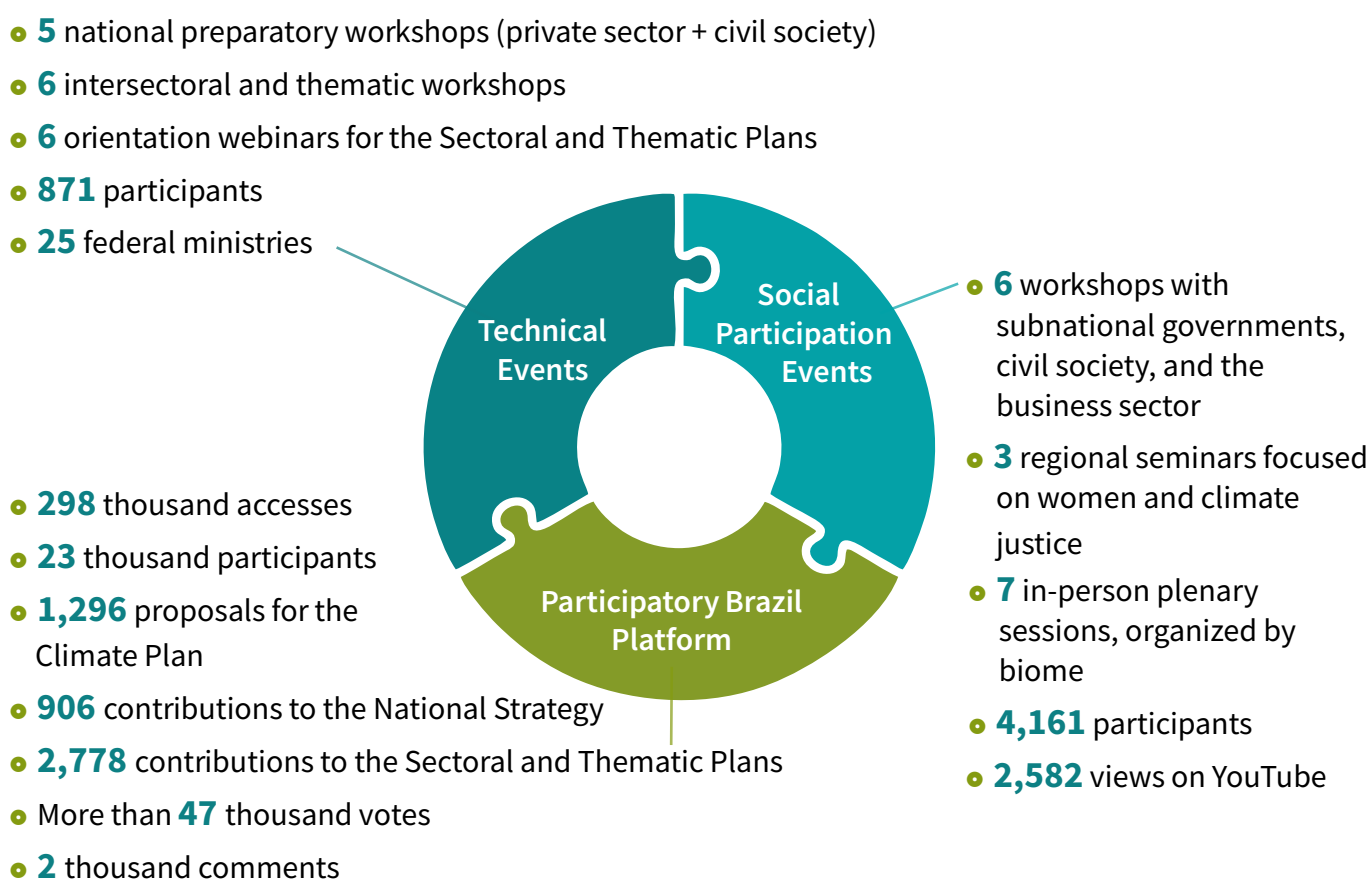 5 national preparatory workshops (private sector + civil society)
6 intersectoral and thematic workshops
6 orientation webinars for the Sectoral and Thematic Plans
871 participants
25 federal ministries
Technical
Events
Social
Participation
Events
6 workshops with
subnational governments,
civil society, and the
business sector
3 regional seminars focused
on women and climate
justice
7 in-person plenary
sessions, organized by
biome
4,161 participants
2,582 views on YouTube
Participatory Brazil
Platform
298 thousand accesses
23 thousand participants
1,296 proposals for the
Climate Plan
906 contributions to the National Strategy
2,778 contributions to the Sectoral and Thematic Plans
More than 47 thousand votes
2 thousand comments